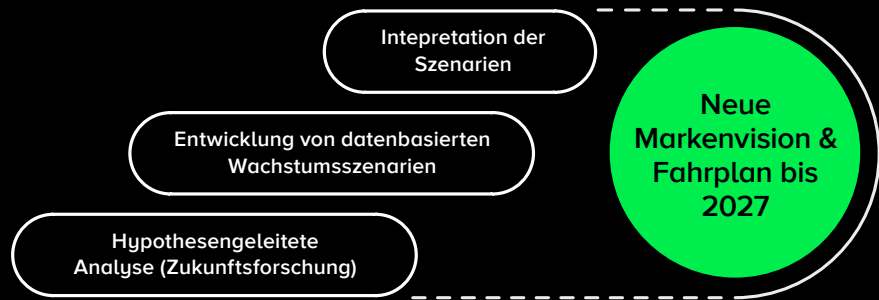 Intepretation der
Szenarien
Entwicklung von datenbasierten
Wachstumsszenarien
Hypothesengeleitete
Analyse (Zukunftsforschung)
Neue
Markenvision &
Fahrplan bis
2027